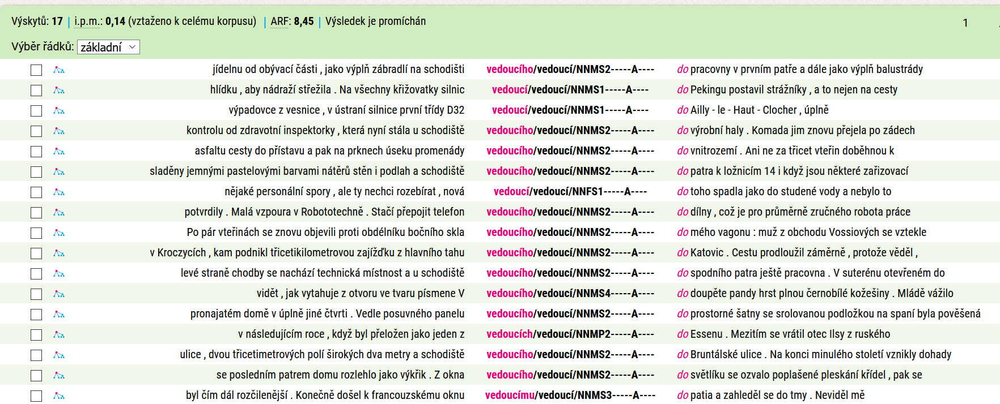 Výskytů: 17 | i.p.m.: 0,14 (vztaženo k celému korpusu) | ARF: 8,45 | Výsledek je promíchán 1
Výběr řádků: základní
jídelnu od obývací části , jako výplň zábradlí na schodišti vedoucího/vedoucí/NNMS2-----A---- do pracovny v prvním patře a dále jako výplň balustrády
hlídku , aby nádraží střežila . Na všechny křižovatky silnic vedoucí/vedoucí/NNMS1-----A---- do Pekingu postavil strážníky , a to nejen na cesty
výpadovce z vesnice , v ústraní silnice první třídy D32 vedoucí/vedoucí/NNMS1-----A---- do Ailly - le - Haut - Clocher , úplně
kontrolu od zdravotní inspektorky , která nyní stála u schodiště vedoucího/vedoucí/NNMS2-----A---- do výrobní haly . Komada jim znovu přejela po zádech
asfaltu cesty do přístavu a pak na prknech úseku promenády vedoucího/vedoucí/NNMS2-----A---- do vnitrozemí . Ani ne za třicet vteřin doběhnou k
sladěny jemnými pastelovými barvami nátěrů stěn i podlah a schodiště vedoucího/vedoucí/NNMS2-----A---- do patra k ložnicím 14 i když jsou některé zařizovací
nějaké personální spory , ale ty nechci rozebírat , nová vedoucí/vedoucí/NNFS1-----A---- do toho spadla jako do studené vody a nebylo to
potvrdily . Malá vzpoura v Robototechně . Stačí přepojit telefon vedoucího/vedoucí/NNMS2-----A---- do dílny , což je pro průměrně zručného robota práce
Po pár vteřinách se znovu objevili proti obdélníku bočního skla vedoucího/vedoucí/NNMS2-----A---- do mého vagonu : muž z obchodu Vossiových se vztekle
v Kroczycích , kam podnikl třicetikilometrovou zajížďku z hlavního tahu vedoucího/vedoucí/NNMS2-----A---- do Katovic . Cestu prodloužil záměrně , protože věděl ,
levé straně chodby se nachází technická místnost a u schodiště vedoucího/vedoucí/NNMS2-----A---- do spodního patra ještě pracovna . V suterénu otevřeném do
vidět , jak vytahuje z otvoru ve tvaru písmene V vedoucího/vedoucí/NNMS4-----A---- do doupěte pandy hrst plnou černobílé kožešiny . Mládě vážilo
pronajatém domě v úplně jiné čtvrti . Vedle posuvného panelu vedoucího/vedoucí/NNMS2-----A---- do prostorné šatny se srolovanou podložkou na spaní byla pověšená
v následujícím roce , když byl přeložen jako jeden z vedoucích/vedoucí/NNMP2-----A---- do Essenu . Mezitím se vrátil otec Ilsy z ruského
ulice , dvou třicetimetrových polí širokých dva metry a schodiště vedoucího/vedoucí/NNMS2-----A---- do Bruntálské ulice . Na konci minulého století vznikly dohady
se posledním patrem domu rozlehlo jako výkřik . Z okna vedoucího/vedoucí/NNMS2-----A---- do světlíku se ozvalo poplašené pleskání křídel , pak se
byl čím dál rozčilenější . Konečně došel k francouzskému oknu vedoucímu/vedoucí/NNMS3-----A---- do patia a zahleděl se do tmy . Neviděl mě